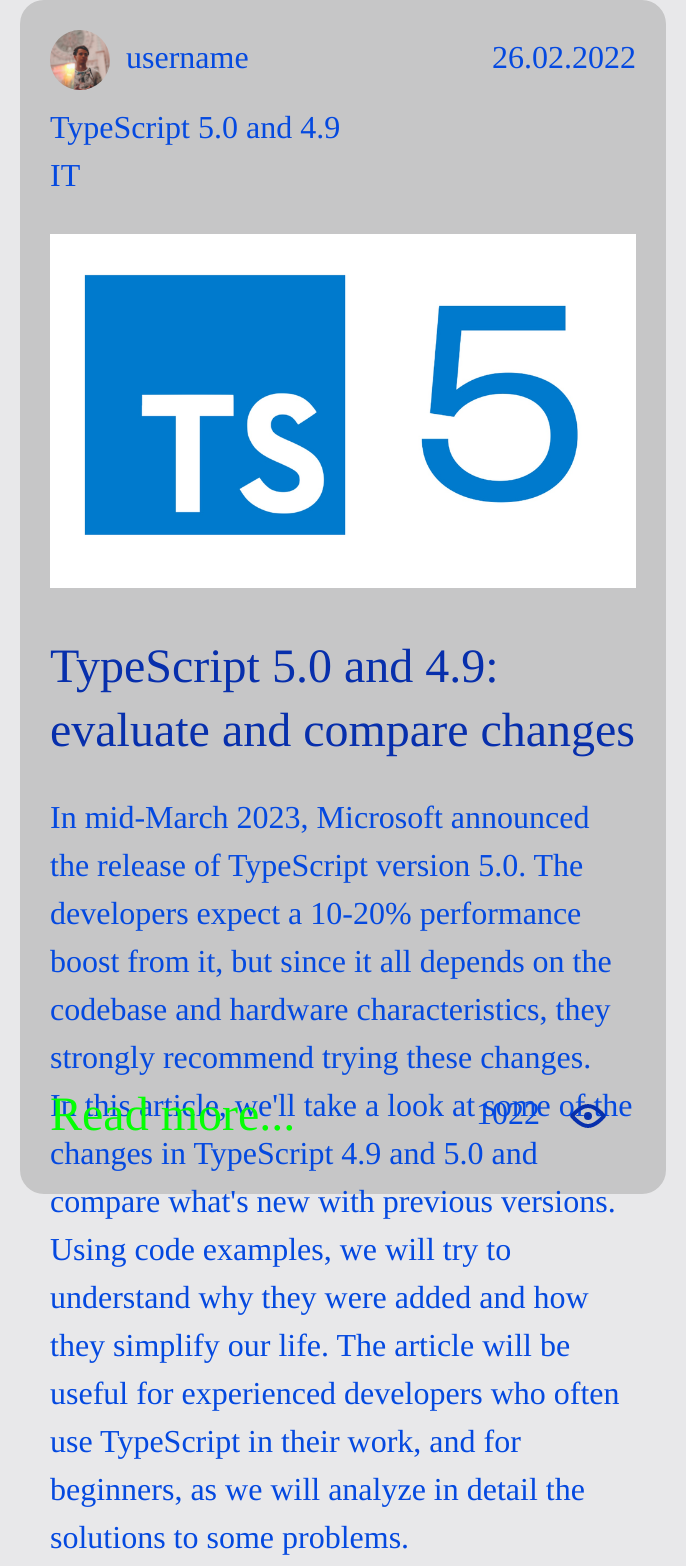 username 26.02.2022
TypeScript 5.0 and 4.9
IT
TS 5
TypeScript 5.0 and 4.9:
evaluate and compare changes
In mid-March 2023, Microsoft announced
the release of TypeScript version 5.0. The
developers expect a 10-20% performance
boost from it, but since it all depends on the
codebase and hardware characteristics, they
strongly recommend trying these changes.
In this article, we'll take a look at some of the
Read more... 1022
changes in TypeScript 4.9 and 5.0 and
compare what's new with previous versions.
Using code examples, we will try to
understand why they were added and how
they simplify our life. The article will be
useful for experienced developers who often
use TypeScript in their work, and for
beginners, as we will analyze in detail the
solutions to some problems.